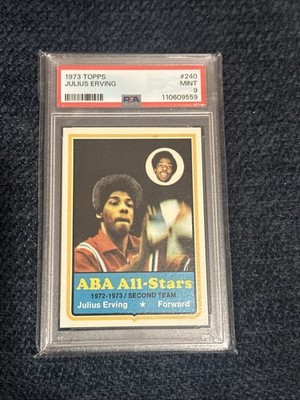 1973 TOPPS #240
JULIUS ERVING MINT
PSA 9
110609559
ABA All-Stars
1972-1973/SECOND TEAM
Julius Erving ★ Forward